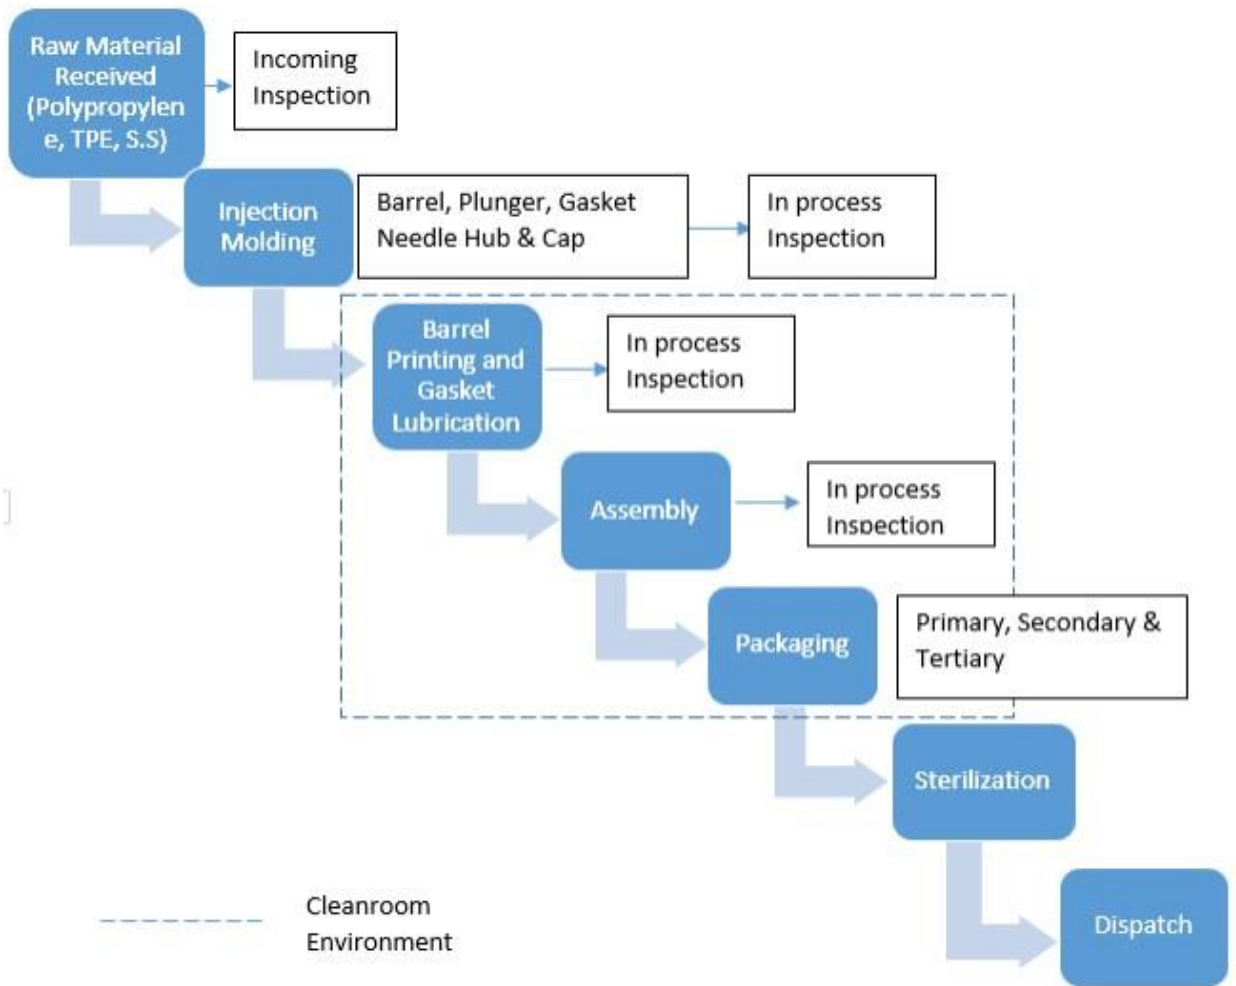 Raw Material
Received
(Polypropylen
e, TPE, S.S)
Incoming
Inspection
Injection
Molding
Barrel, Plunger, Gasket
Needle Hub & Cap
In process
Inspection
Barrel
Printing and
Gasket
Lubrication
In process
Inspection
Assembly
In process
Inspection
Packaging
Primary, Secondary &
Tertiary
Sterilization
Dispatch
Cleanroom
Environment